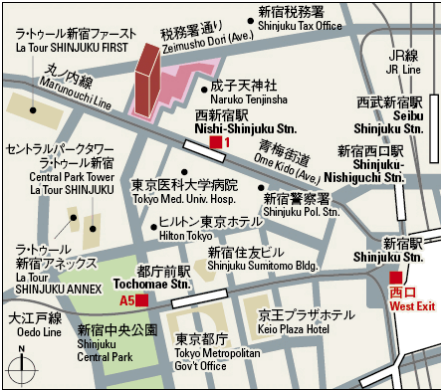 税務署通り
Zeimusho Dori (Ave.)
新宿税務署
Shinjuku Tax Office
ラ・トゥール新宿ファースト
La Tour SHINJUKU FIRST
丸ノ内線
Marunouchi Line
JR線
JR Line
成子天神社
Naruko Tenjinsha
西新宿駅
Nishi-Shinjuku Stn.
1
西武新宿駅
Seibu
Shinjuku Stn.
青梅街道
Ome Kido (Ave.)
新宿西口駅
Shinjuku-
Nishiguchi Stn.
セントラルパークタワー
ラ・トゥール新宿
Central Park Tower
La Tour SHINJUKU
東京医科大学病院
Tokyo Med. Univ. Hosp.
新宿警察署
Shinjuku Pol. Stn.
ヒルトン東京ホテル
Hilton Tokyo
ラ・トゥール
新宿アネックス
La Tour
SHINJUKU ANNEX
新宿住友ビル
Shinjuku Sumitomo Bldg.
新宿駅
Shinjuku Stn.
都庁前駅
Tochomae Stn.
A5
西口
West Exit
大江戸線
Oedo Line
新宿中央公園
Shinjuku
Central Park
京王プラザホテル
Keio Plaza Hotel
東京都庁
Tokyo Metropolitan
Gov't Office
N